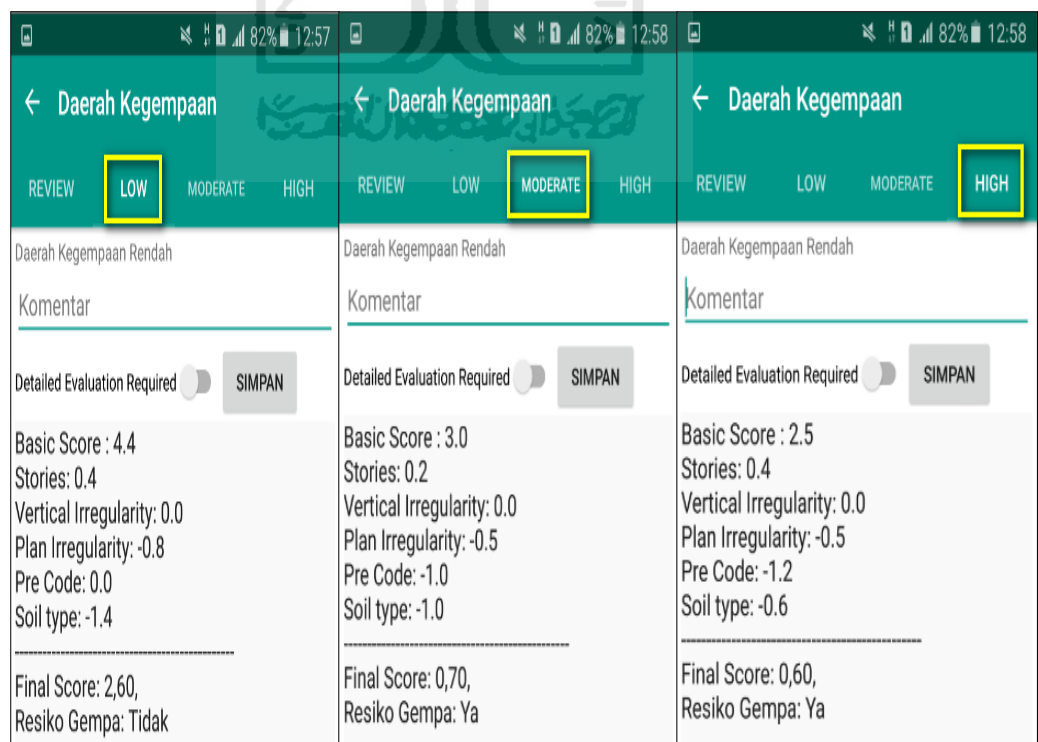 82% 12:57
Daerah Kegempaan
REVIEW LOW MODERATE HIGH
Daerah Kegempaan Rendah
Komentar
Detailed Evaluation Required SIMPAN
Basic Score : 4.4
Stories: 0.4
Vertical Irregularity: 0.0
Plan Irregularity: -0.8
Pre Code: 0.0
Soil type: -1.4
---------------------------------------------
Final Score: 2,60,
Resiko Gempa: Tidak
82% 12:58
Daerah Kegempaan
REVIEW LOW MODERATE HIGH
Daerah Kegempaan Rendah
Komentar
Detailed Evaluation Required SIMPAN
Basic Score : 3.0
Stories: 0.2
Vertical Irregularity: 0.0
Plan Irregularity: -0.5
Pre Code: -1.0
Soil type: -1.0
---------------------------------------------
Final Score: 0,70,
Resiko Gempa: Ya
82% 12:58
Daerah Kegempaan
REVIEW LOW MODERATE HIGH
Daerah Kegempaan Rendah
Komentar
Detailed Evaluation Required SIMPAN
Basic Score : 2.5
Stories: 0.4
Vertical Irregularity: 0.0
Plan Irregularity: -0.5
Pre Code: -1.2
Soil type: -0.6
---------------------------------------------
Final Score: 0,60,
Resiko Gempa: Ya